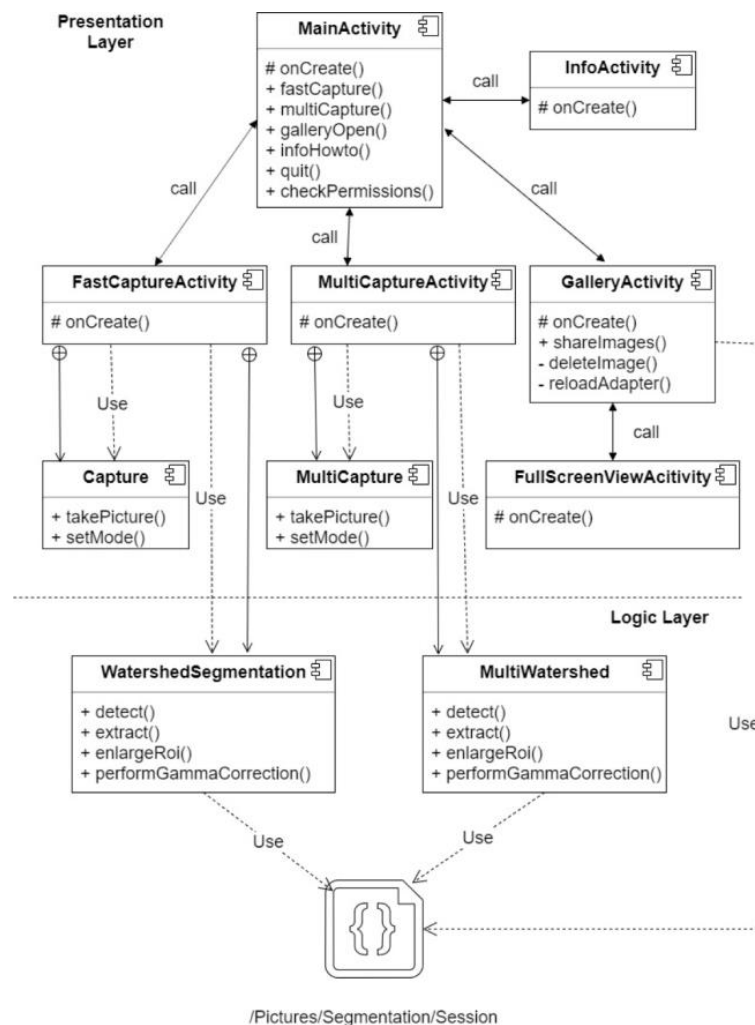 Presentation
Layer
MainActivity
# onCreate()
+ fastCapture()
+ multiCapture()
+ galleryOpen()
+ infoHowto()
+ quit()
+ checkPermissions()
call
InfoActivity
# onCreate()
call
call
call
FastCaptureActivity
# onCreate()
MultiCaptureActivity
# onCreate()
GalleryActivity
# onCreate()
+ shareImages()
- deleteImage()
- reloadAdapter()
Use
Use
call
Capture
+ takePicture()
+ setMode()
Use
MultiCapture
+ takePicture()
+ setMode()
Use
FullScreenViewAcitivity
# onCreate()
Logic Layer
WatershedSegmentation
+ detect()
+ extract()
+ enlargeRoi()
+ performGammaCorrection()
MultiWatershed
+ detect()
+ extract()
+ enlargeRoi()
+ performGammaCorrection()
Use
Use
Use
{}
/Pictures/Segmentation/Session